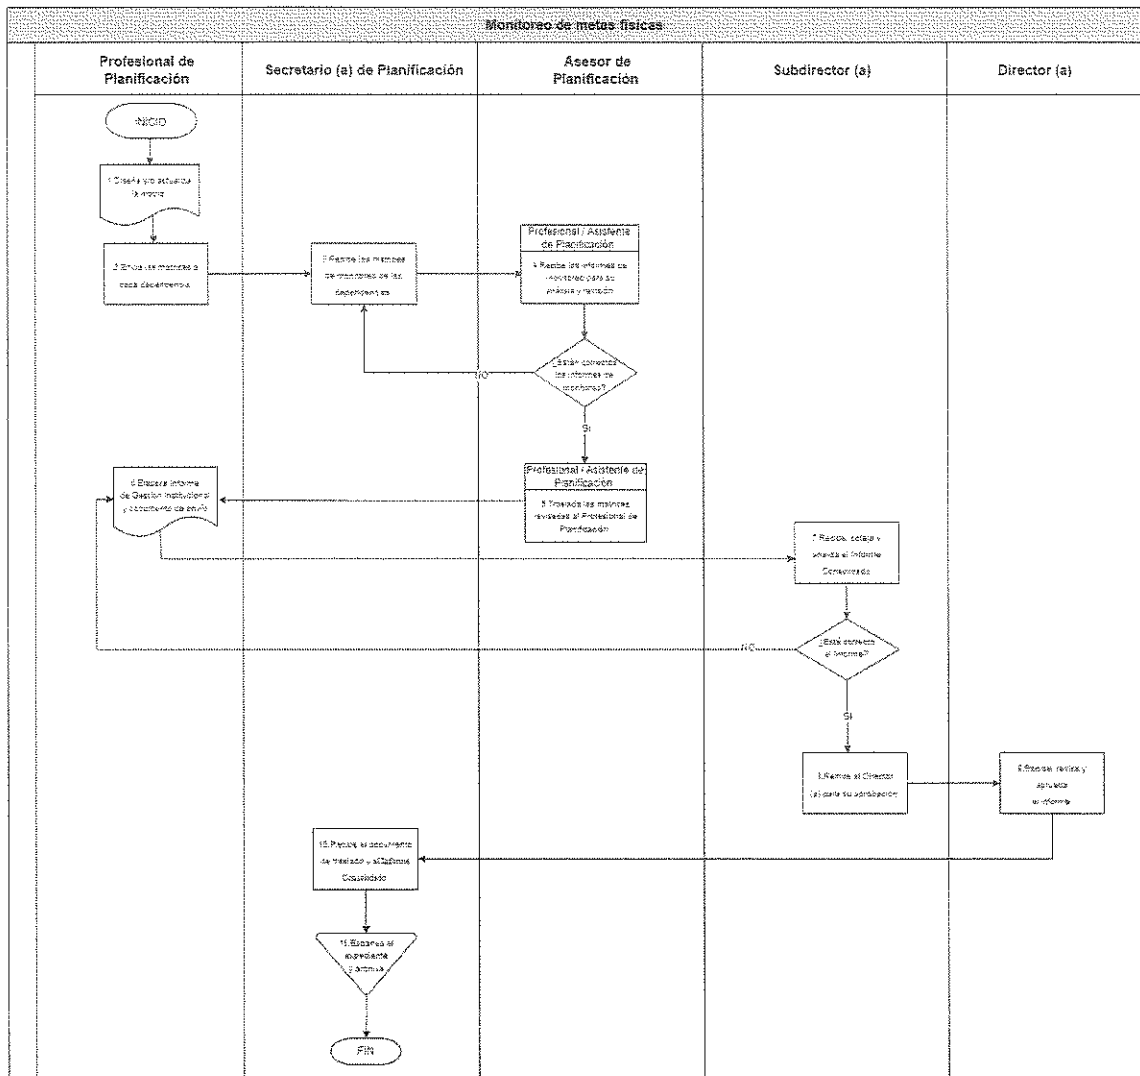 Monitoreo de metas físicas
Profesional de
Planificación
Secretario (a) de Planificación
Asesor de
Planificación
Subdirector (a)
Director (a)
INICIO
1.Diseña y/o actualiza
la matriz
2.Envía las matrices a
cada dependencia
3.Recibe las matrices
de monitoreo de las
dependencias
Profesional / Asistente
de Planificación
4.Recibe los informes de
monitoreo para su
análisis y revisión
¿Están correctos
los informes de
monitoreo?
NO
SI
Profesional / Asistente de
Planificación
5.Traslada las matrices
revisadas al Profesional de
Planificación
6.Elabora Informe
de Gestión Institucional
y documento de envío
7.Recibe, coteja y
analiza el Informe
Consolidado
¿Está correcto
el informe?
NO
SI
8.Remite al Director
(a) para su aprobación
9.Recibe, revisa y
aprueba
el informe
10.Recibe el documento
de traslado y el Informe
Consolidado
11.Escanea el
expediente
y archiva
FIN